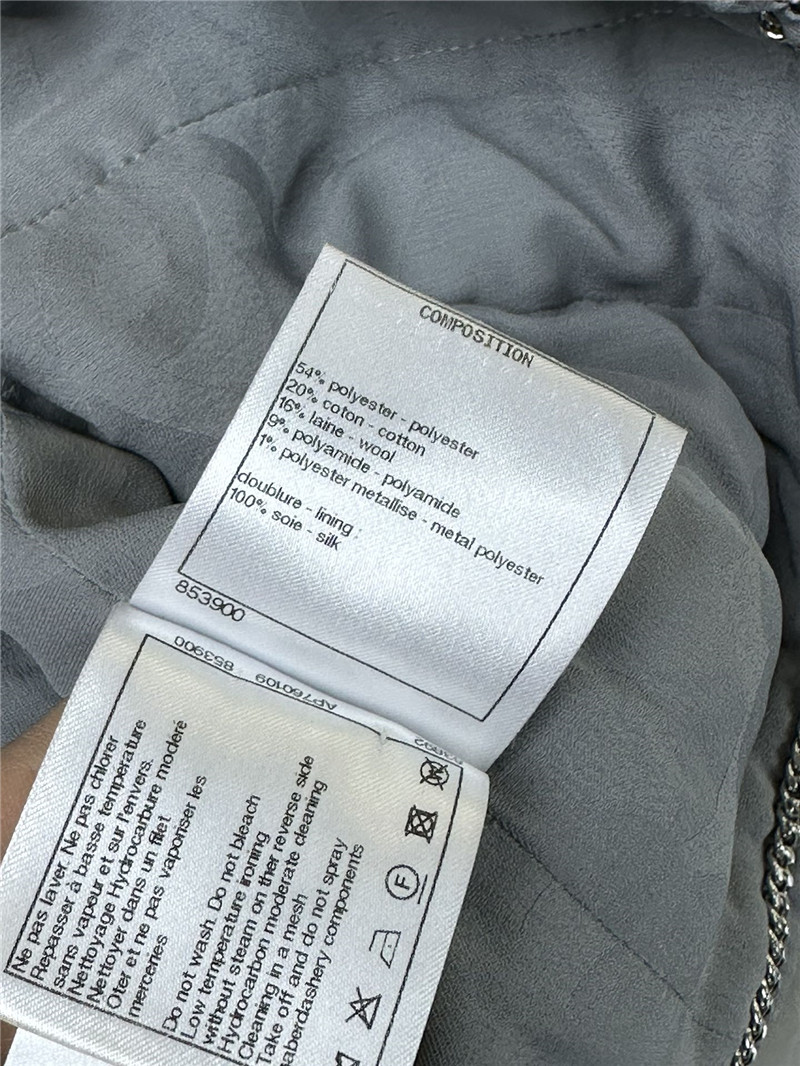 COMPOSITION
54% polyester - polyester
20% coton - cotton
16% laine - wool
9% polyamide - polyamide
1% polyester metallise - metal polyester
doublure - lining :
100% soie - silk
853900
853900
AP760109
Ne pas laver. Ne pas chlorer
Repasser à basse temperature
sans vapeur et sur l'envers.
Nettoyage Hydrocarbure moderé
Nettoyer dans un filet
Oter et ne pas vaporiser les
merceries
Do not wash. Do not bleach
Low temperature ironing
without steam on ther reverse side
Hydrocarbon moderate cleaning
Cleaning in a mesh
Take off and do not spray
haberdashery components
F